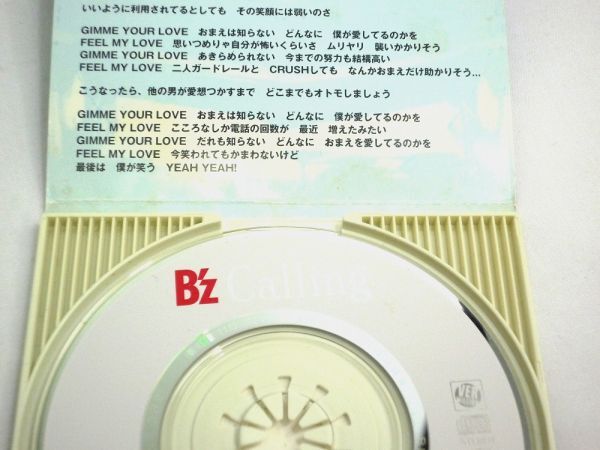 いいように利用されてるとしても　その笑顔には弱いのさ
GIMME YOUR LOVE　おまえは知らない　どんなに　僕が愛してるのかを
FEEL MY LOVE　思いつめりゃ自分が怖いくらいさ　ムリヤリ　襲いかかりそう
GIMME YOUR LOVE　あきらめられない　今までの努力も結構高い
FEEL MY LOVE　二人ガードレールと　CRUSHしても　なんかおまえだけ助かりそう…
こうなったら、他の男が愛想つかすまで　どこまでもオトモしましょう
GIMME YOUR LOVE　おまえは知らない　どんなに　僕が愛してるのかを
FEEL MY LOVE　こころなしか電話の回数が　最近　増えたみたい
GIMME YOUR LOVE　だれも知らない　どんなに　おまえを愛してるのかを
FEEL MY LOVE　今笑われてもかまわないけど
最後は　僕が笑う　YEAH YEAH!
B'z Calling